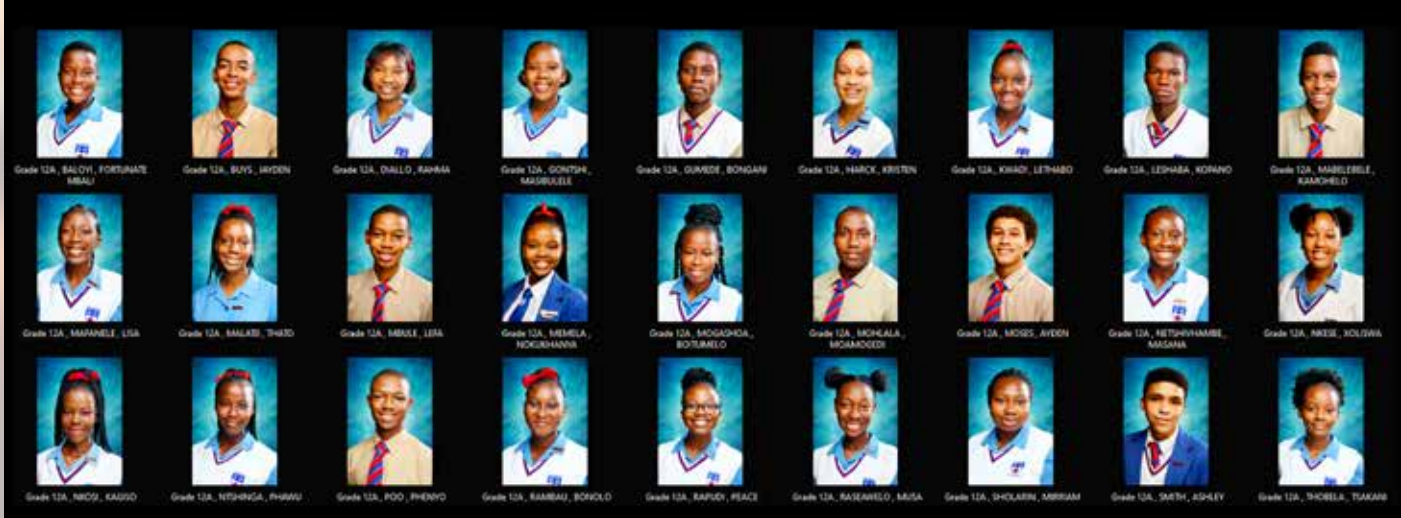 Grade 12A , BALOYI , FORTUNATE
MBALI
Grade 12A , BUYS , JAYDEN
Grade 12A , DIALLO , RAHMA
Grade 12A , GONTSHI ,
MASIBULELE
Grade 12A , GUMEDE , BONGANI
Grade 12A , HARCK , KRISTEN
Grade 12A , KWADI , LETHABO
Grade 12A , LESHABA , KOPANO
Grade 12A , MABELEBELE ,
KAMOHELO
Grade 12A , MAPANELE , LISA
Grade 12A , MALATJI , THATO
Grade 12A , MBULE , LEFA
Grade 12A , MEMELA ,
NOKUKHANYA
Grade 12A , MOGASHOA ,
BOITUMELO
Grade 12A , MOHLALA ,
Grade 12A , MOSES , AYDEN
Grade 12A , NETSHIVHAMBE ,
MASANA
Grade 12A , NKESE , XOLISWA
Grade 12A , NKOSI , KAGISO
Grade 12A , NTSHINGA , PHAWU
Grade 12A , POO , PHENYO
Grade 12A , RAMBAU , BONOLO
Grade 12A , RAPUDI , PEACE
Grade 12A , RASEAWELO , MUSA
Grade 12A , SHOLARIN , MIRRIAM
Grade 12A , SMITH , ASHLEY
Grade 12A , THOBELA , TSAKANI